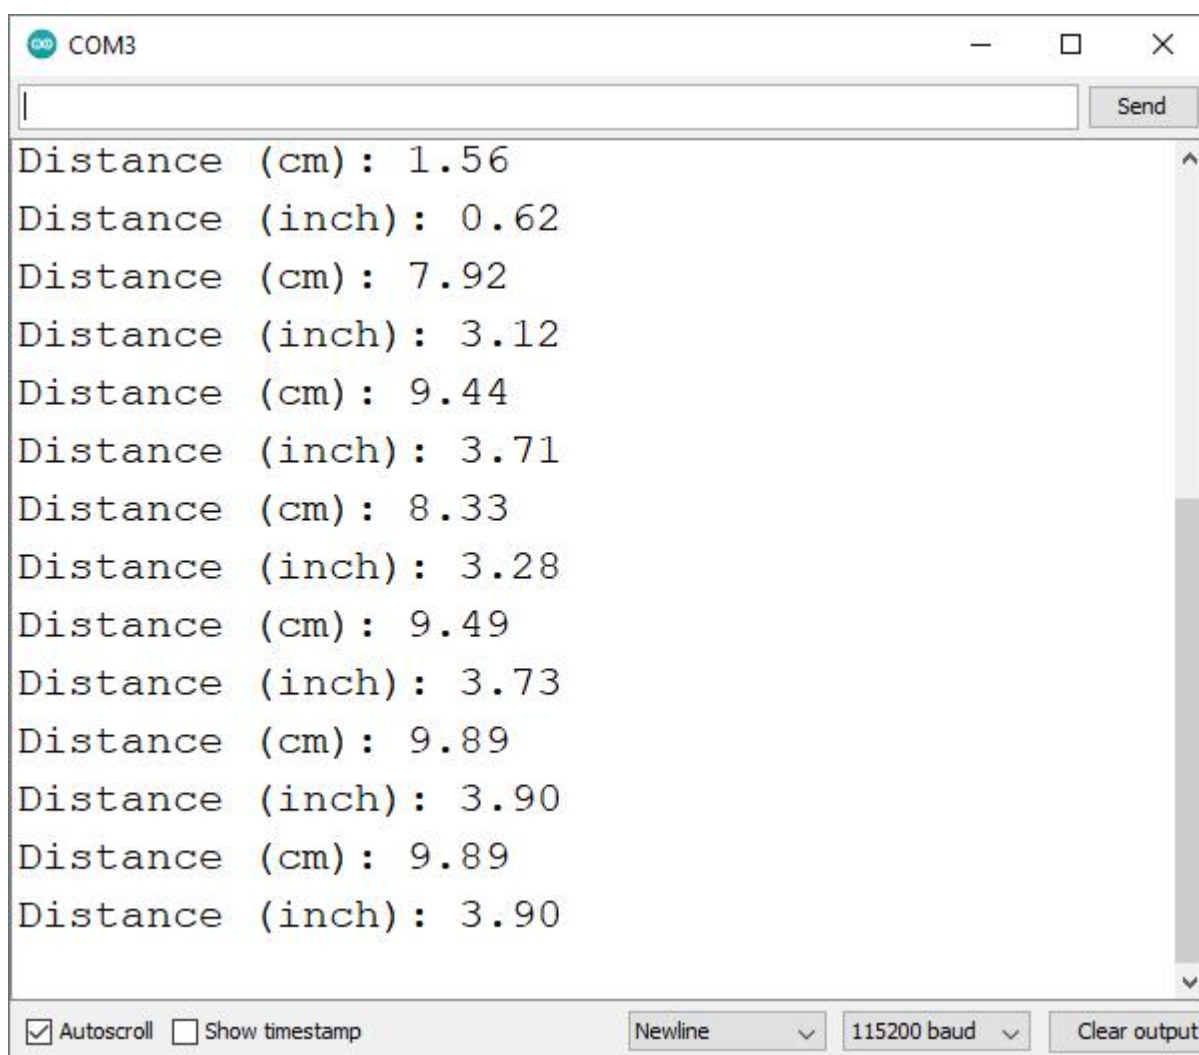 COM3
Send
Distance (cm): 1.56
Distance (inch): 0.62
Distance (cm): 7.92
Distance (inch): 3.12
Distance (cm): 9.44
Distance (inch): 3.71
Distance (cm): 8.33
Distance (inch): 3.28
Distance (cm): 9.49
Distance (inch): 3.73
Distance (cm): 9.89
Distance (inch): 3.90
Distance (cm): 9.89
Distance (inch): 3.90
Autoscroll Show timestamp Newline 115200 baud Clear output